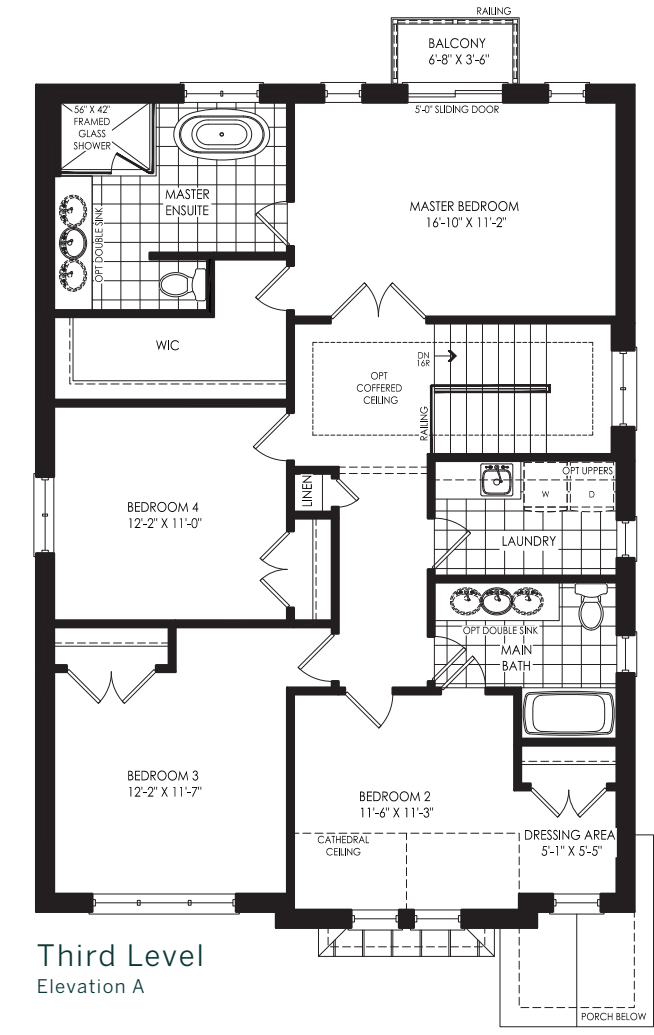 RAILING
BALCONY
6'-8" X 3'-6"
56" X 42"
FRAMED
GLASS
SHOWER
5'-0" SLIDING DOOR
MASTER
ENSUITE
OPT DOUBLE SINK
MASTER BEDROOM
16'-10" X 11'-2"
WIC
DN
16R
OPT
COFFERED
CEILING
RAILING
BEDROOM 4
12'-2" X 11'-0"
LINEN
OPT UPPERS
W
D
LAUNDRY
OPT DOUBLE SINK
MAIN
BATH
BEDROOM 3
12'-2" X 11'-7"
BEDROOM 2
11'-6" X 11'-3"
CATHEDRAL
CEILING
DRESSING AREA
5'-1" X 5'-5"
Third Level
Elevation A
PORCH BELOW